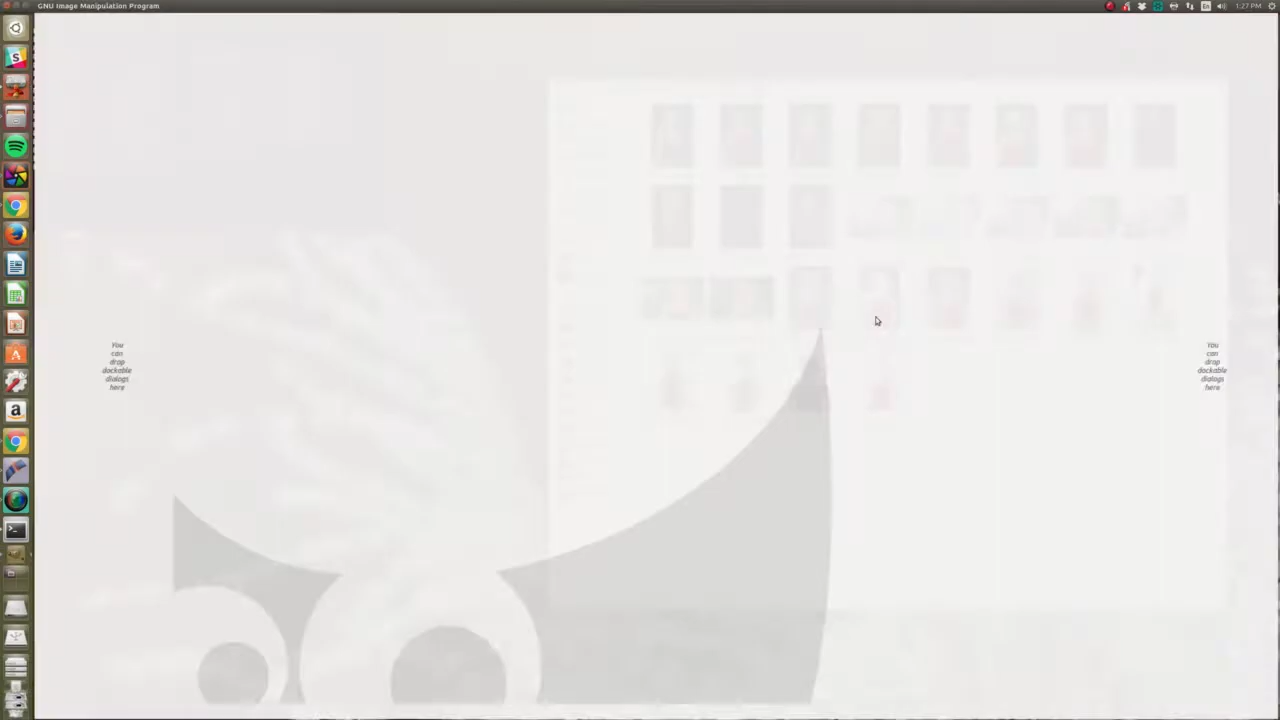 GNU Image Manipulation Program
En
1:27 PM
S
a
A
You
can
drop
dockable
dialogs
here
You
can
drop
dockable
dialogs
here